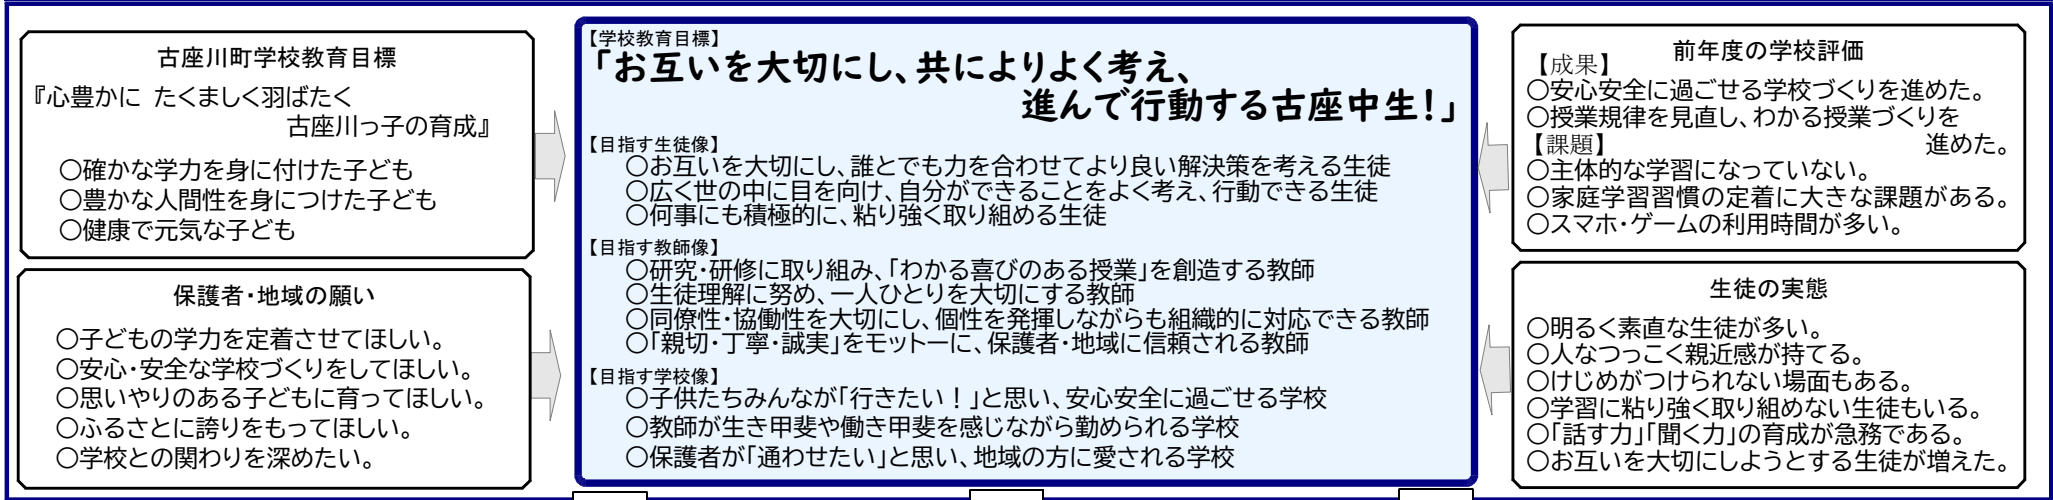 古座川町学校教育目標
『心豊かに たくましく羽ばたく
古座川っ子の育成』
○確かな学力を身に付けた子ども
○豊かな人間性を身につけた子ども
○健康で元気な子ども
保護者・地域の願い
○子どもの学力を定着させてほしい。
○安心・安全な学校づくりをしてほしい。
○思いやりのある子どもに育ってほしい。
○ふるさとに誇りをもってほしい。
○学校との関わりを深めたい。
【学校教育目標】
「お互いを大切にし、共によりよく考え、
進んで行動する古座中生!」
【目指す生徒像】
○お互いを大切にし、誰とでも力を合わせてより良い解決策を考える生徒
○広く世の中に目を向け、自分ができることをよく考え、行動できる生徒
○何事にも積極的に、粘り強く取り組める生徒
【目指す教師像】
○研究・研修に取り組み、「わかる喜びのある授業」を創造する教師
○生徒理解に努め、一人ひとりを大切にする教師
○同僚性・協働性を大切にし、個性を発揮しながらも組織的に対応できる教師
○「親切・丁寧・誠実」をモットーに、保護者・地域に信頼される教師
【目指す学校像】
○子供たちみんなが「行きたい!」と思い、安心安全に過ごせる学校
○教師が生き甲斐や働き甲斐を感じながら勤められる学校
○保護者が「通わせたい」と思い、地域の方に愛される学校
前年度の学校評価
【成果】
○安心安全に過ごせる学校づくりを進めた。
○授業規律を見直し、わかる授業づくりを
進めた。
【課題】
○主体的な学習になっていない。
○家庭学習習慣の定着に大きな課題がある。
○スマホ・ゲームの利用時間が多い。
生徒の実態
○明るく素直な生徒が多い。
○人なつっこく親近感が持てる。
○けじめがつけられない場面もある。
○学習に粘り強く取り組めない生徒もいる。
○「話す力」「聞く力」の育成が急務である。
○お互いを大切にしようとする生徒が増えた。